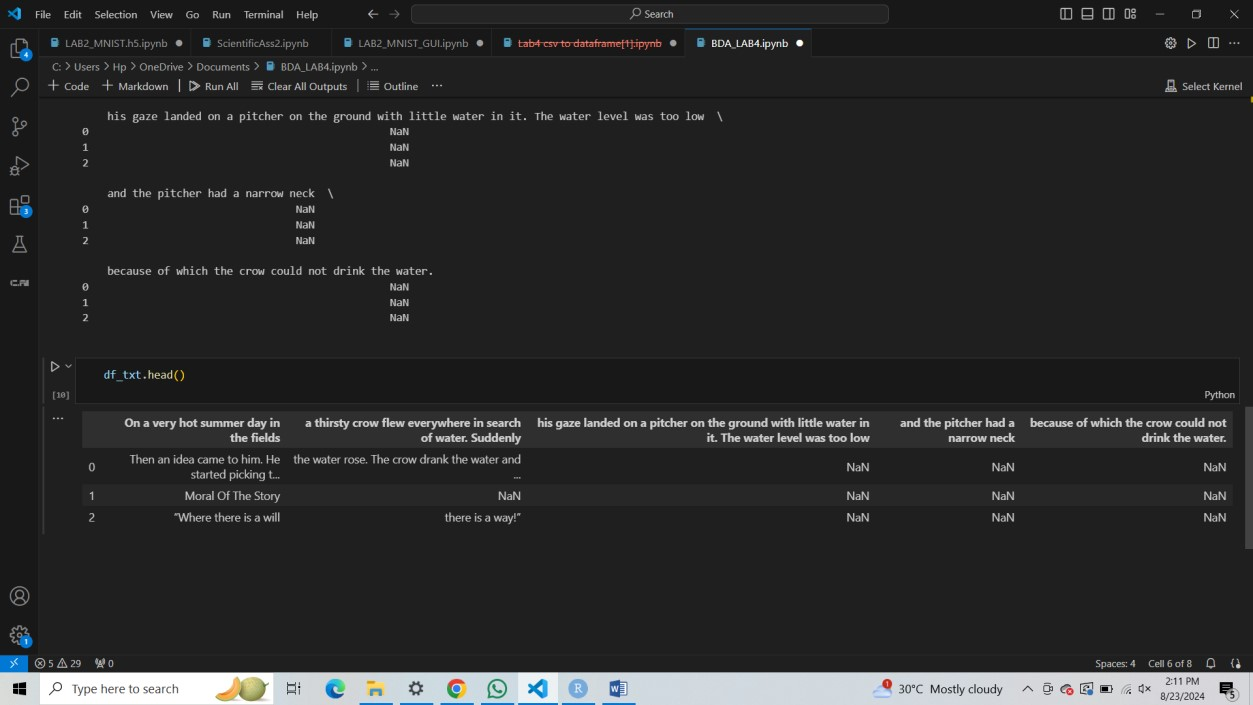 File Edit Selection View Go Run Terminal Help Search
LAB2_MNIST.h5.ipynb ScientificAss2.ipynb LAB2_MNIST_GUI.ipynb Lab4 csv to dataframe[1].ipynb BDA_LAB4.ipynb
C: > Users > Hp > OneDrive > Documents > BDA_LAB4.ipynb > ...
+ Code + Markdown Run All Clear All Outputs Outline ... Select Kernel
his gaze landed on a pitcher on the ground with little water in it. The water level was too low \
0 NaN
1 NaN
2 NaN
and the pitcher had a narrow neck \
0 NaN
1 NaN
2 NaN
because of which the crow could not drink the water.
0 NaN
1 NaN
2 NaN
df_txt.head()
[10] Python
On a very hot summer day in a thirsty crow flew everywhere in search his gaze landed on a pitcher on the ground with little water in and the pitcher had a because of which the crow could not
the fields of water. Suddenly it. The water level was too low narrow neck drink the water.
Then an idea came to him. He the water rose. The crow drank the water and
0 NaN NaN NaN
started picking t... ...
1 Moral Of The Story NaN NaN NaN NaN
2 “Where there is a will there is a way!” NaN NaN NaN
5 29 0 Spaces: 4 Cell 6 of 8
Type here to search 30°C Mostly cloudy 2:11 PM
8/23/2024